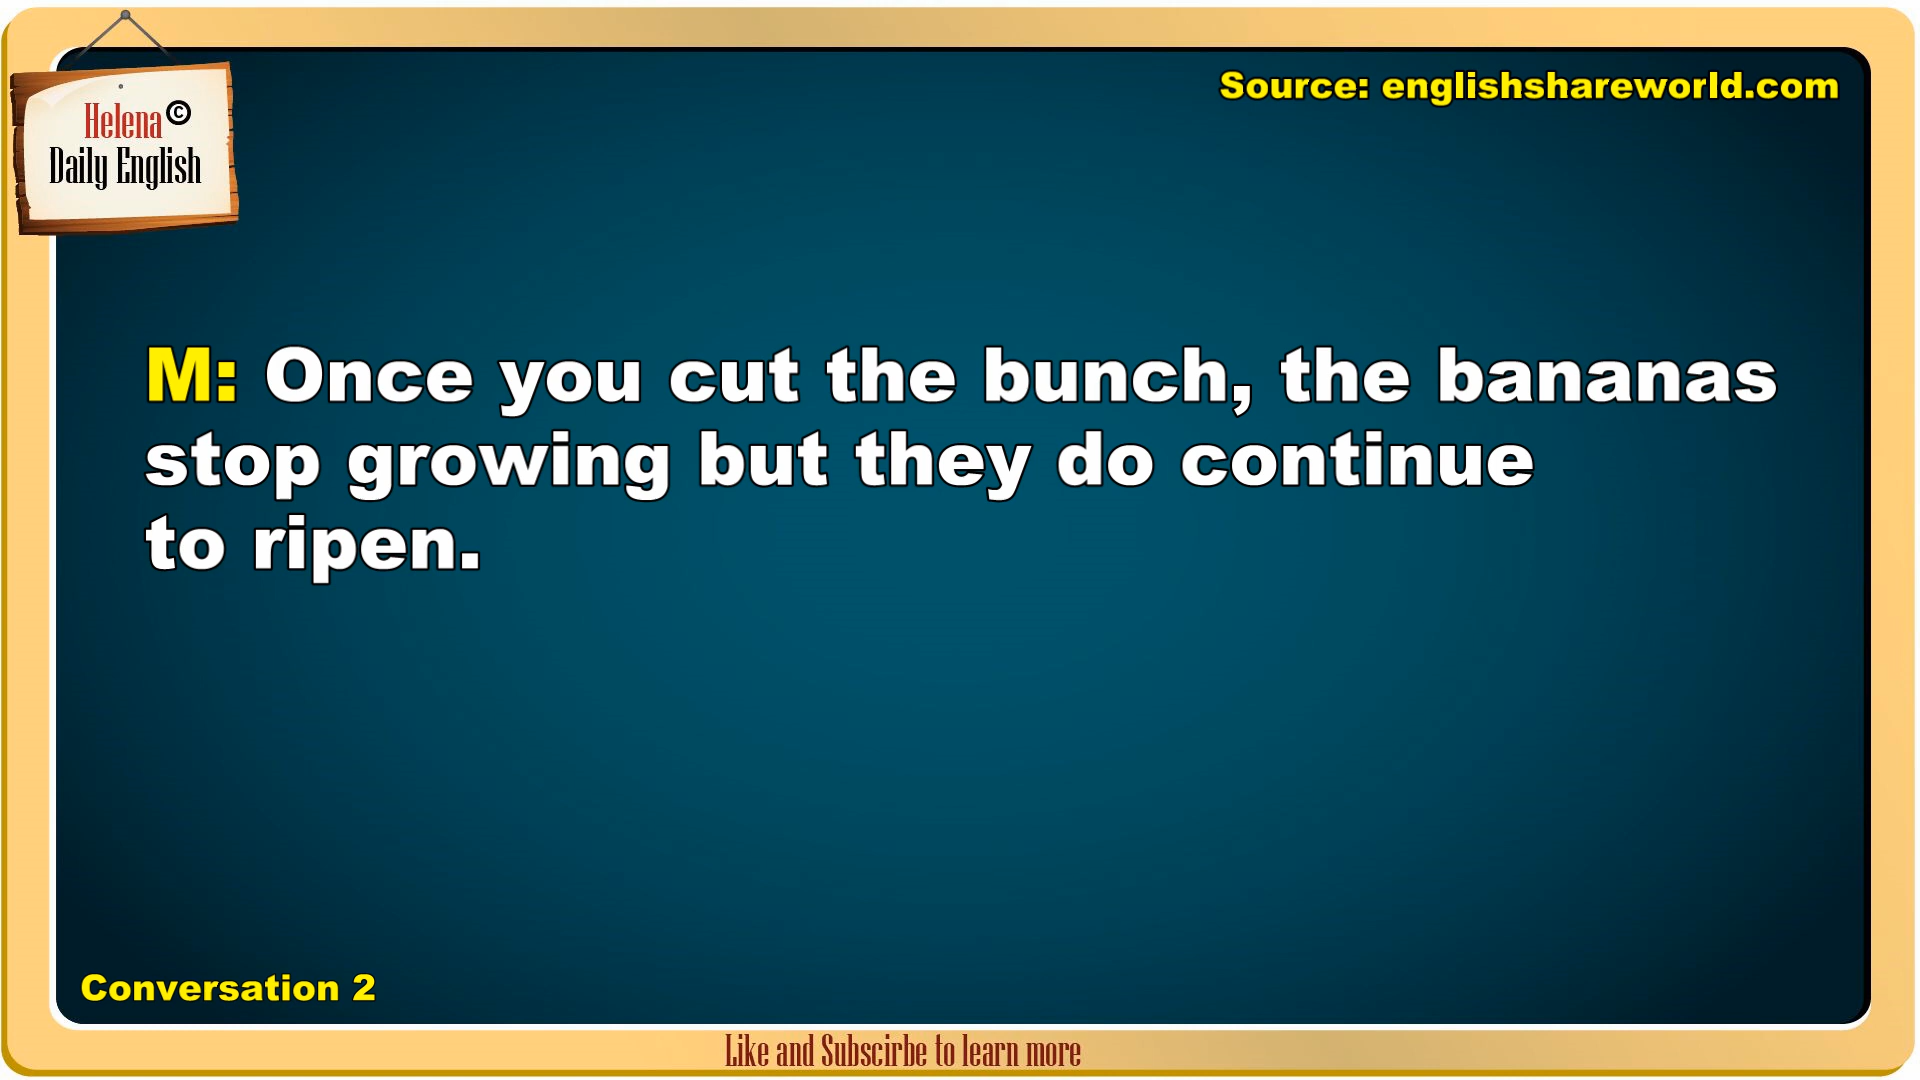 Helena ©
Daily English
Source: englishshareworld.com
M: Once you cut the bunch, the bananas
stop growing but they do continue
to ripen.
Conversation 2
Like and Subscirbe to learn more